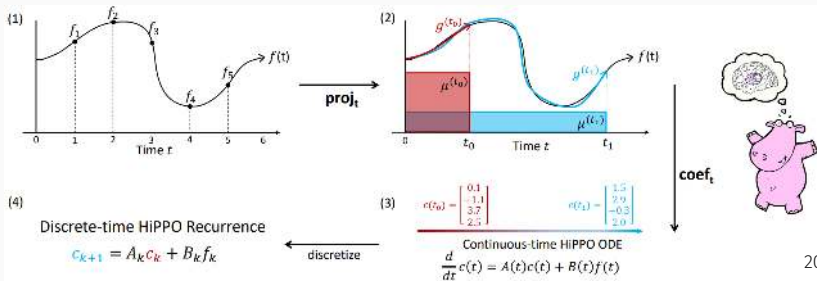 (1)
f₁
f₂
f₃
f₄
f₅
f(t)
0 1 2 3 4 5 6
Time t
proj_t
(2)
g^(t₀)
g^(t₁)
f(t)
μ^(t₀)
μ^(t₁)
0 t₀ t₁
Time t
coef_t
(3)
c(t₀) = [0.1 −1.1 3.7 2.5]
c(t₁) = [1.5 2.9 −0.3 2.0]
Continuous-time HiPPO ODE
d/dt c(t) = A(t)c(t) + B(t)f(t)
discretize
(4)
Discrete-time HiPPO Recurrence
c_{k+1} = A_k c_k + B_k f_k
20